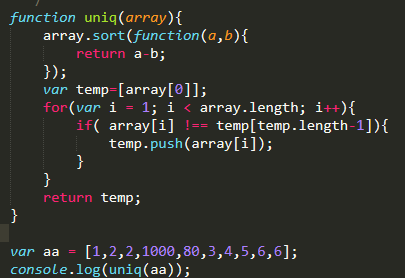 function uniq(array){
    array.sort(function(a,b){
        return a-b;
    });
    var temp=[array[0]];
    for(var i = 1; i < array.length; i++){
        if( array[i] !== temp[temp.length-1]){
            temp.push(array[i]);
        }
    }
    return temp;
}

var aa = [1,2,2,1000,80,3,4,5,6,6];
console.log(uniq(aa));